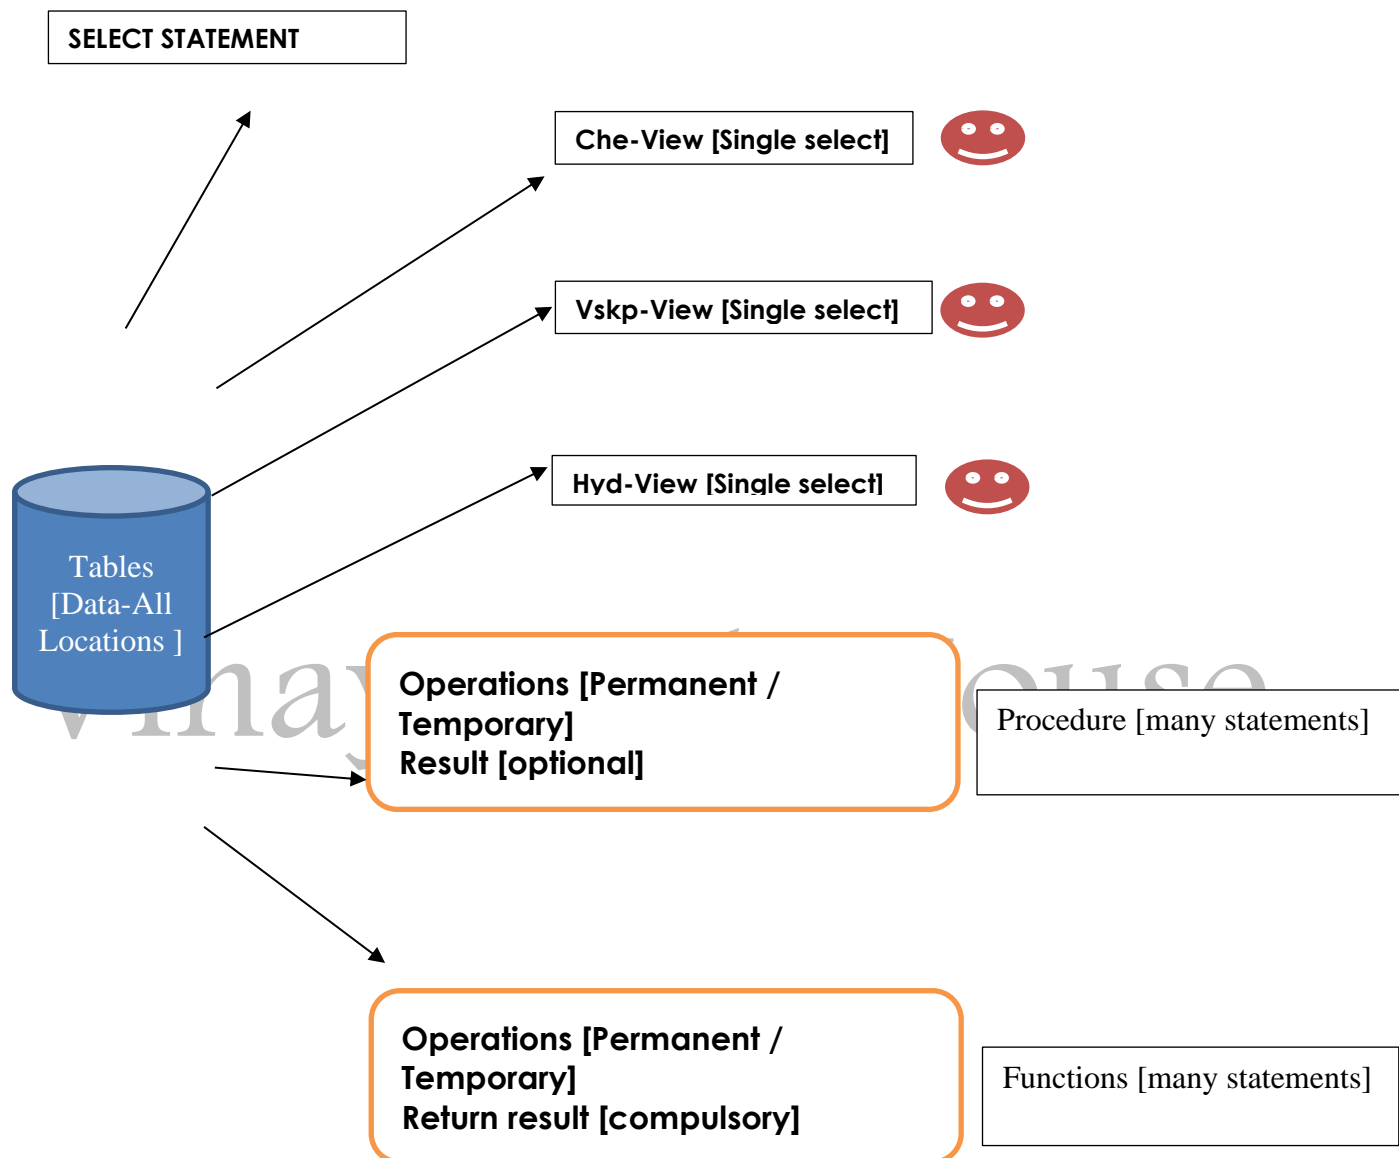 SELECT STATEMENT
Che-View [Single select]
Vskp-View [Single select]
Hyd-View [Single select]
Tables
[Data-All
Locations ]
Operations [Permanent /
Temporary]
Result [optional]
Procedure [many statements]
Operations [Permanent /
Temporary]
Return result [compulsory]
Functions [many statements]